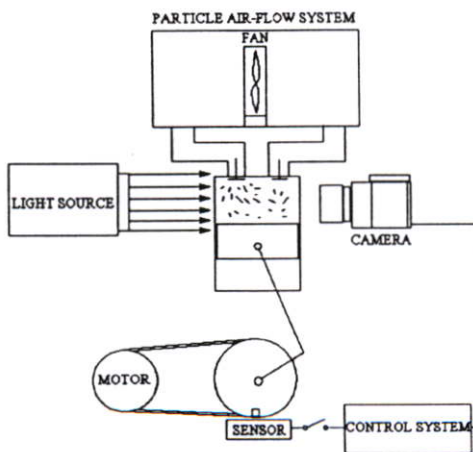 PARTICLE AIR-FLOW SYSTEM
FAN
LIGHT SOURCE
CAMERA
MOTOR
SENSOR
CONTROL SYSTEM